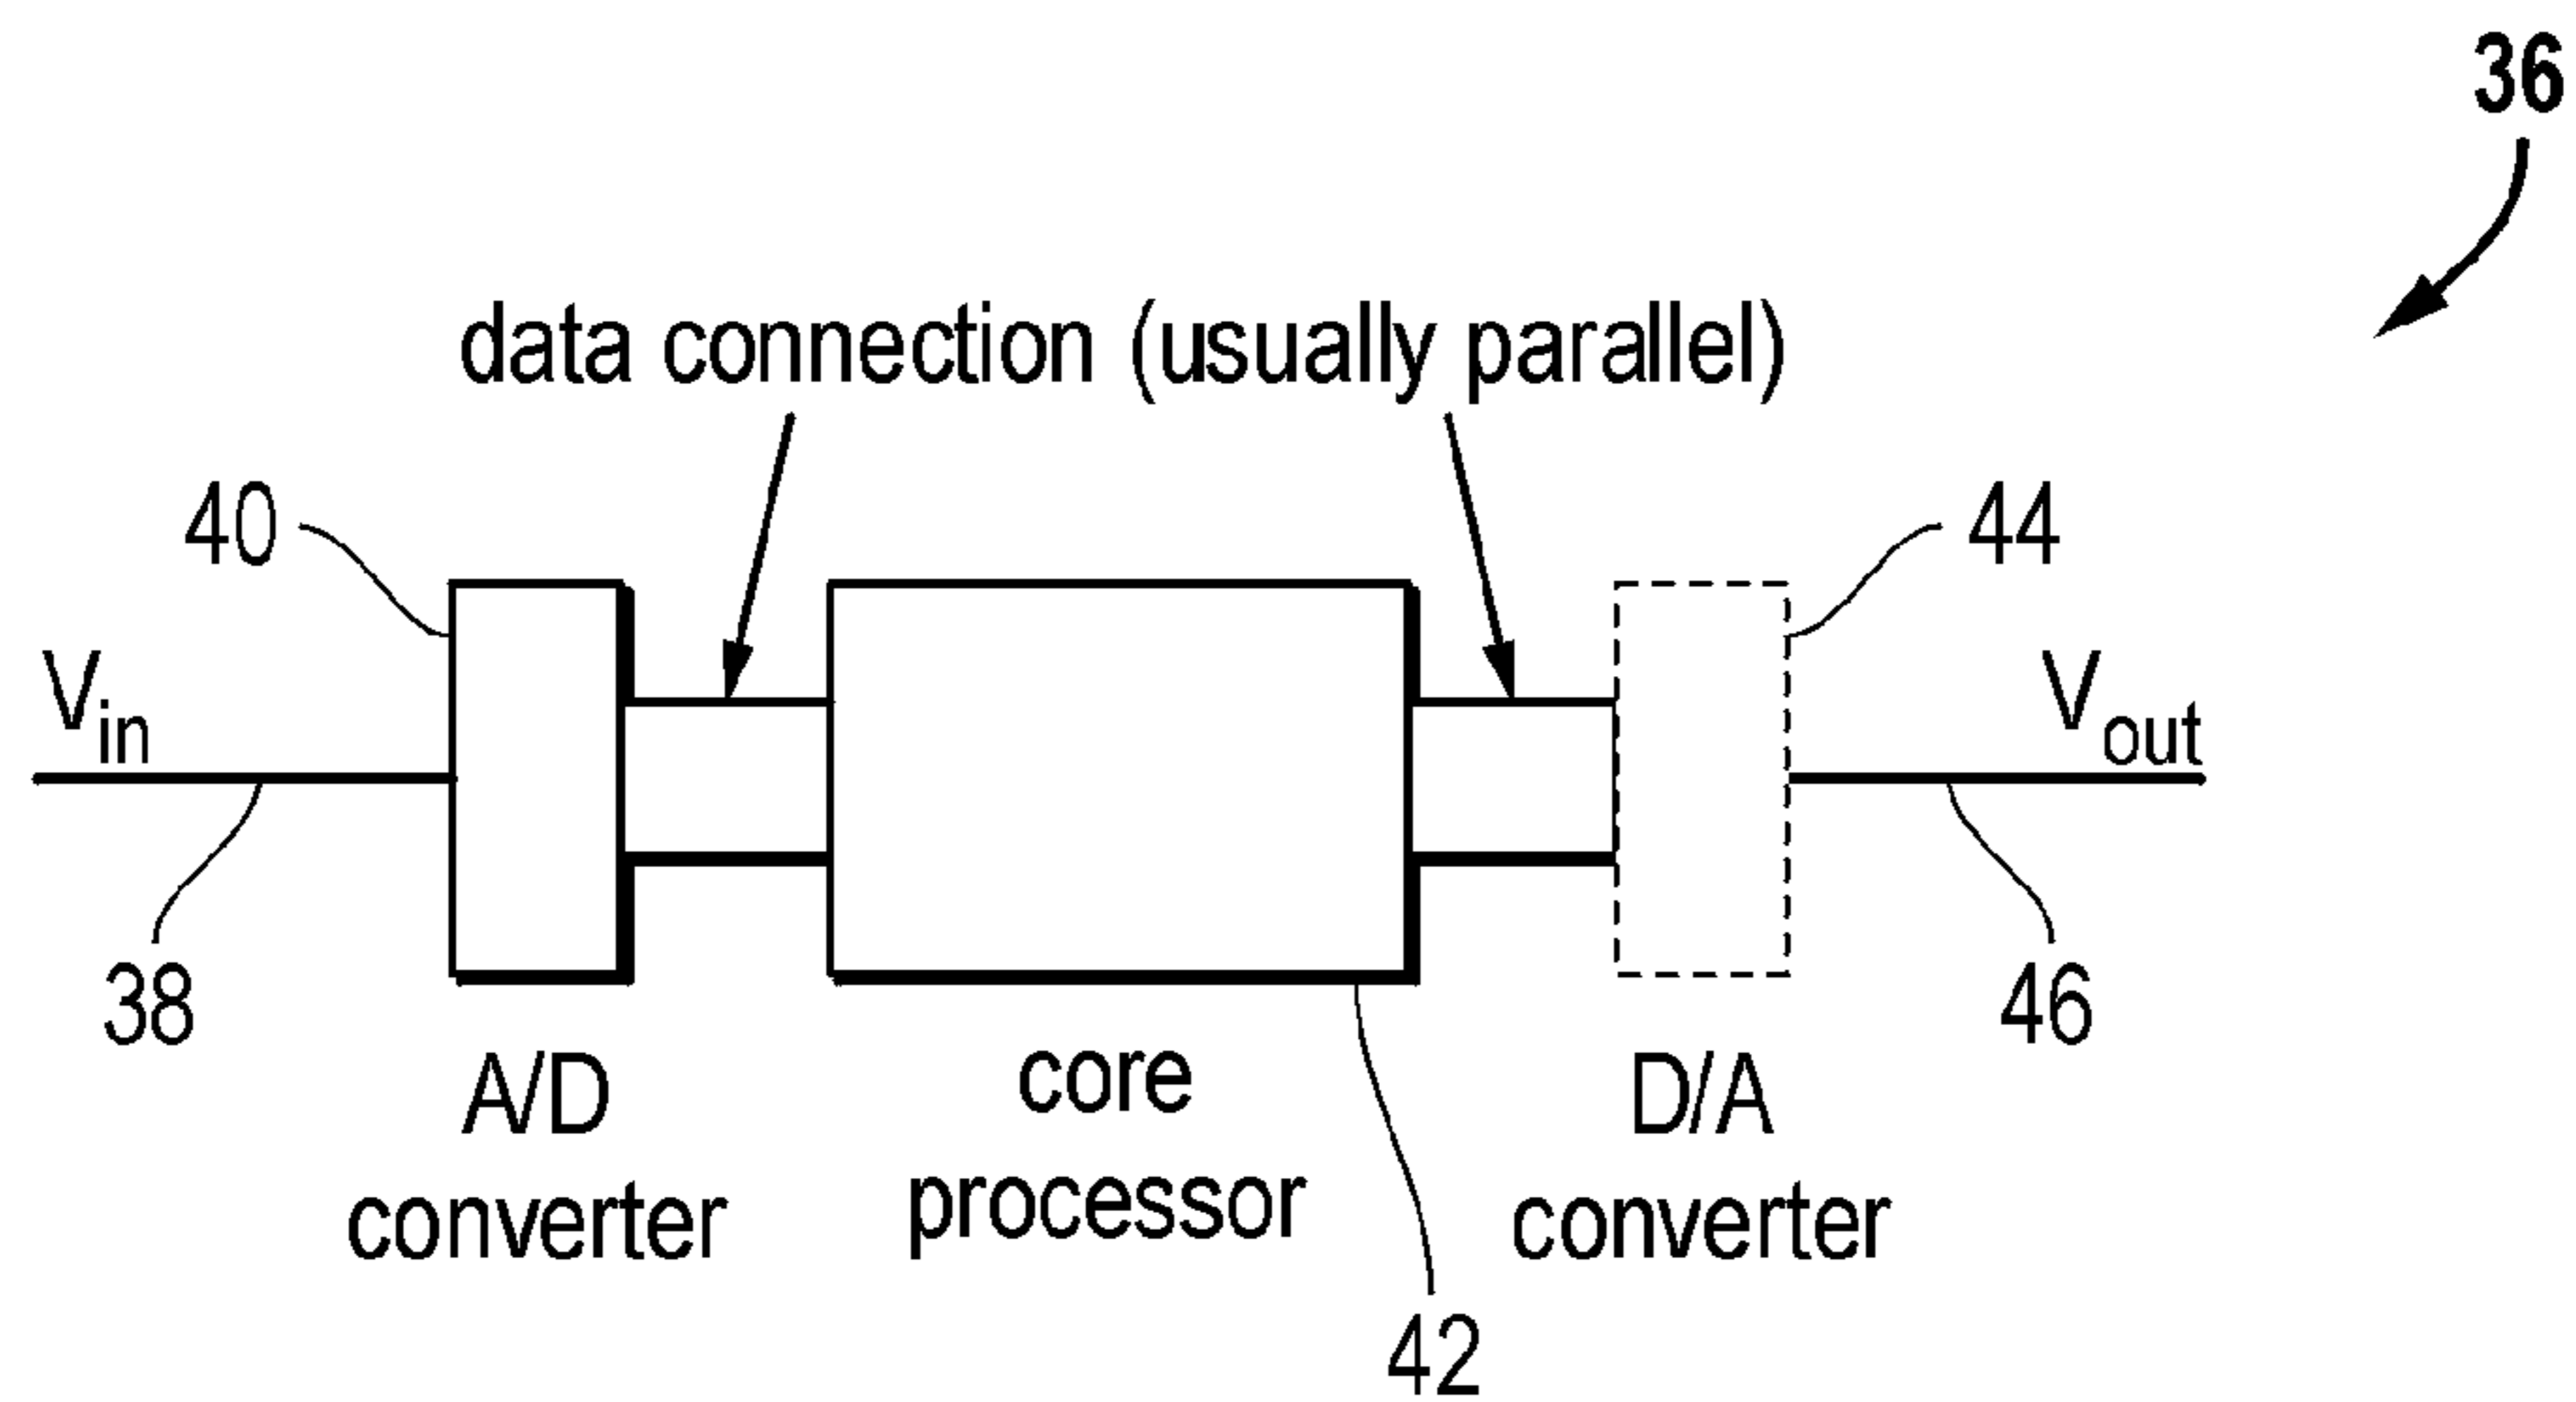 36
data connection (usually parallel)
40
44
Vin
Vout
38
46
A/D
converter
core
processor
D/A
converter
42